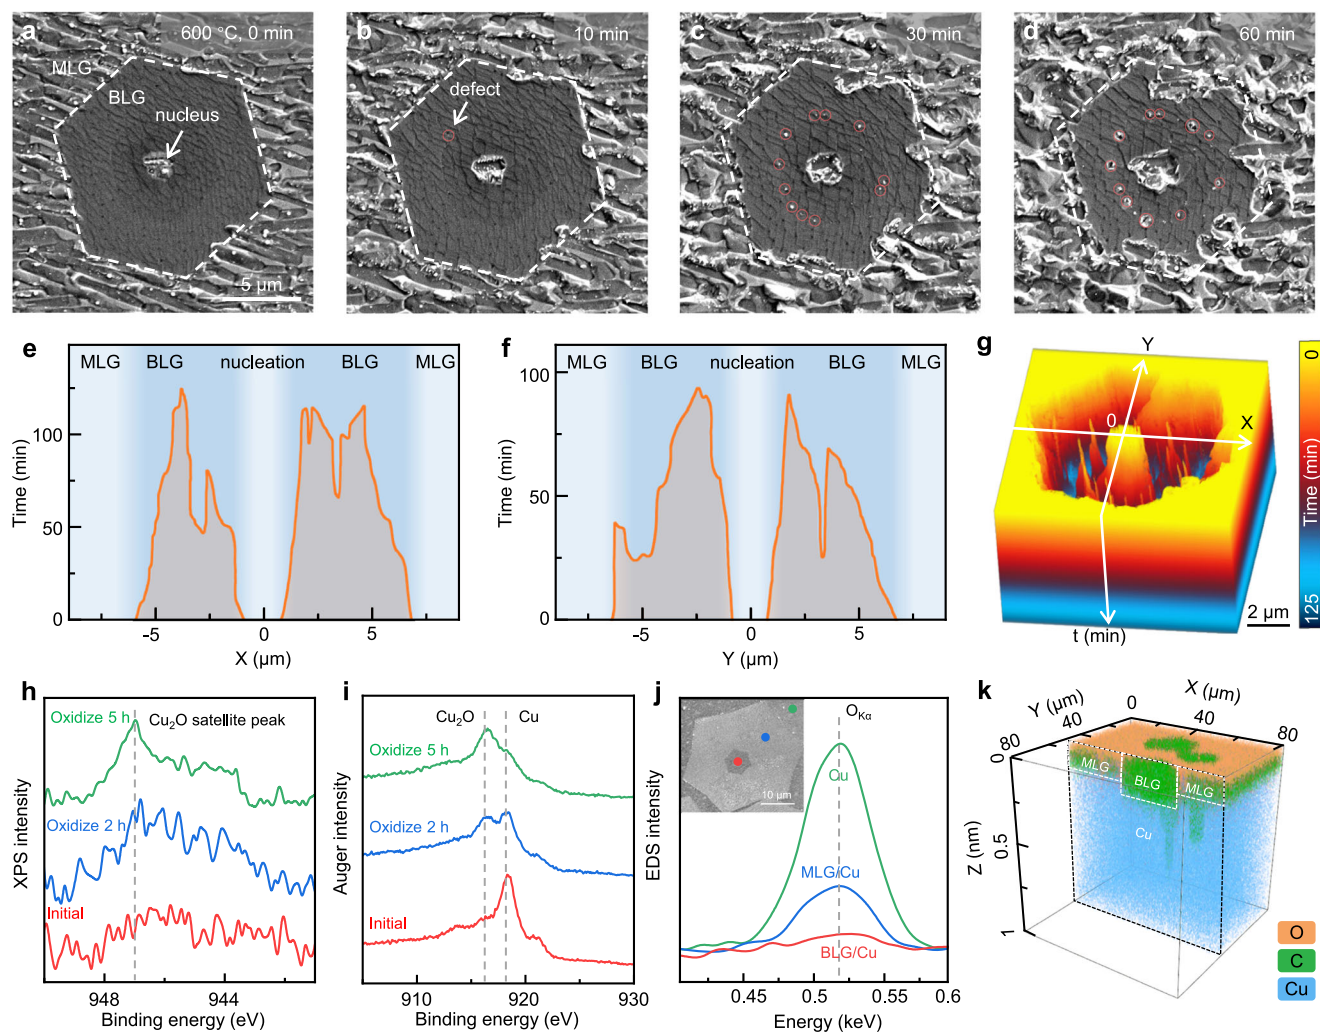 a
600 °C, 0 min
MLG
BLG
nucleus
5 µm
b
10 min
defect
c
30 min
d
60 min
e
MLG BLG nucleation BLG MLG
Time (min)
100
50
0
-5 0 5
X (µm)
f
MLG BLG nucleation BLG MLG
Time (min)
100
50
0
-5 0 5
Y (µm)
g
Y
0
X
t (min)
2 µm
0
Time (min)
125
h
Oxidize 5 h
Cu₂O satellite peak
Oxidize 2 h
Initial
XPS intensity
948 944
Binding energy (eV)
i
Cu₂O Cu
Oxidize 5 h
Oxidize 2 h
Initial
Auger intensity
910 920 930
Binding energy (eV)
j
O Kα
10 µm
Cu
MLG/Cu
BLG/Cu
EDS intensity
0.45 0.5 0.55 0.6
Energy (keV)
k
X (µm)
Y (µm)
0
40
40
80
80
0
MLG
BLG
MLG
Cu
Z (nm)
0.5
1
O
C
Cu